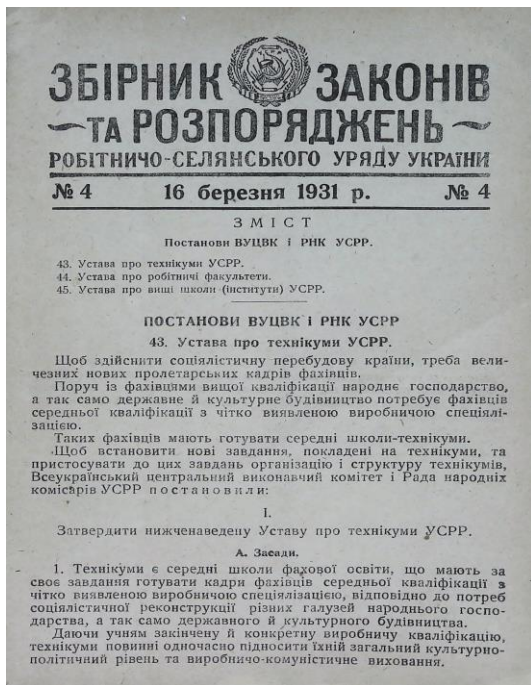 ЗБІРНИК ЗАКОНІВ
ТА РОЗПОРЯДЖЕНЬ
РОБІТНИЧО-СЕЛЯНСЬКОГО УРЯДУ УКРАЇНИ
№ 4 16 березня 1931 р. № 4
ЗМІСТ
Постанови ВУЦВК і РНК УСРР.
43. Устава про технікуми УСРР.
44. Устава про робітничі факультети.
45. Устава про вищі школи (інститути) УСРР.
ПОСТАНОВИ ВУЦВК І РНК УСРР
43. Устава про технікуми УСРР.
Щоб здійснити соціялістичну перебудову країни, треба вели-
чезних нових пролетарських кадрів фахівців.
Поруч із фахівцями вищої кваліфікації народнє господарство,
а так само державне й культурне будівництво потребує фахівців
середньої кваліфікації з чітко виявленою виробничою спеціялі-
зацією.
Таких фахівців мають готувати середні школи-технікуми.
Щоб встановити нові завдання, покладені на технікуми, та
пристосувати до цих завдань організацію і структуру технікумів,
Всеукраїнський центральний виконавчий комітет і Рада народніх
комісарів УСРР постановили:
І.
Затвердити нижченаведену Уставу про технікуми УСРР.
А. Засади.
1. Технікуми є середні школи фахової освіти, що мають за
своє завдання готувати кадри фахівців середньої кваліфікації з
чітко виявленою виробничою спеціялізацією, відповідно до потреб
соціялістичної реконструкції різних галузей народнього госпо-
дарства, а так само державного й культурного будівництва.
Даючи учням закінчену й конкретну виробничу кваліфікацію,
технікуми повинні одночасно підносити їхній загальний культурно-
політичний рівень та виробничо-комуністичне виховання.